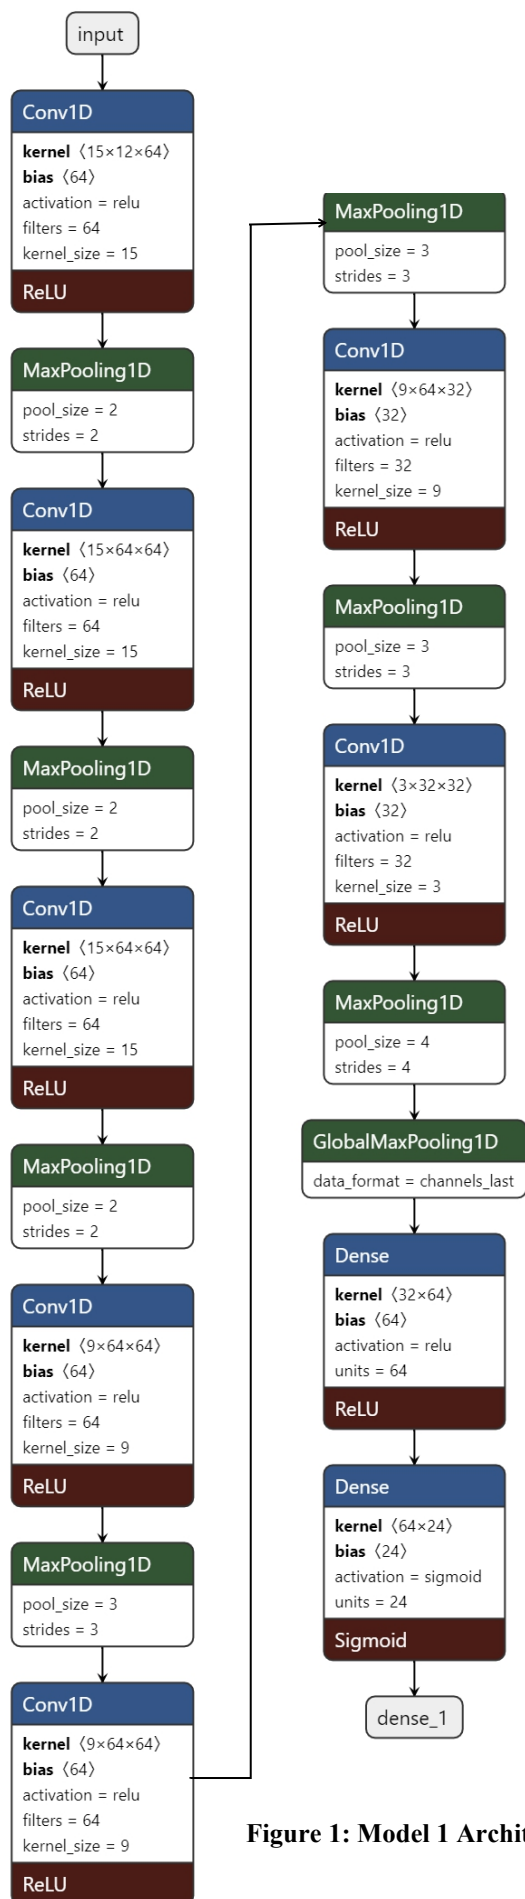 input
Conv1D
kernel ⟨15×12×64⟩
bias ⟨64⟩
activation = relu
filters = 64
kernel_size = 15
ReLU
MaxPooling1D
pool_size = 2
strides = 2
Conv1D
kernel ⟨15×64×64⟩
bias ⟨64⟩
activation = relu
filters = 64
kernel_size = 15
ReLU
MaxPooling1D
pool_size = 2
strides = 2
Conv1D
kernel ⟨15×64×64⟩
bias ⟨64⟩
activation = relu
filters = 64
kernel_size = 15
ReLU
MaxPooling1D
pool_size = 2
strides = 2
Conv1D
kernel ⟨9×64×64⟩
bias ⟨64⟩
activation = relu
filters = 64
kernel_size = 9
ReLU
MaxPooling1D
pool_size = 3
strides = 3
Conv1D
kernel ⟨9×64×64⟩
bias ⟨64⟩
activation = relu
filters = 64
kernel_size = 9
ReLU
MaxPooling1D
pool_size = 3
strides = 3
Conv1D
kernel ⟨9×64×32⟩
bias ⟨32⟩
activation = relu
filters = 32
kernel_size = 9
ReLU
MaxPooling1D
pool_size = 3
strides = 3
Conv1D
kernel ⟨3×32×32⟩
bias ⟨32⟩
activation = relu
filters = 32
kernel_size = 3
ReLU
MaxPooling1D
pool_size = 4
strides = 4
GlobalMaxPooling1D
data_format = channels_last
Dense
kernel ⟨32×64⟩
bias ⟨64⟩
activation = relu
units = 64
ReLU
Dense
kernel ⟨64×24⟩
bias ⟨24⟩
activation = sigmoid
units = 24
Sigmoid
dense_1
Figure 1: Model 1 Archit